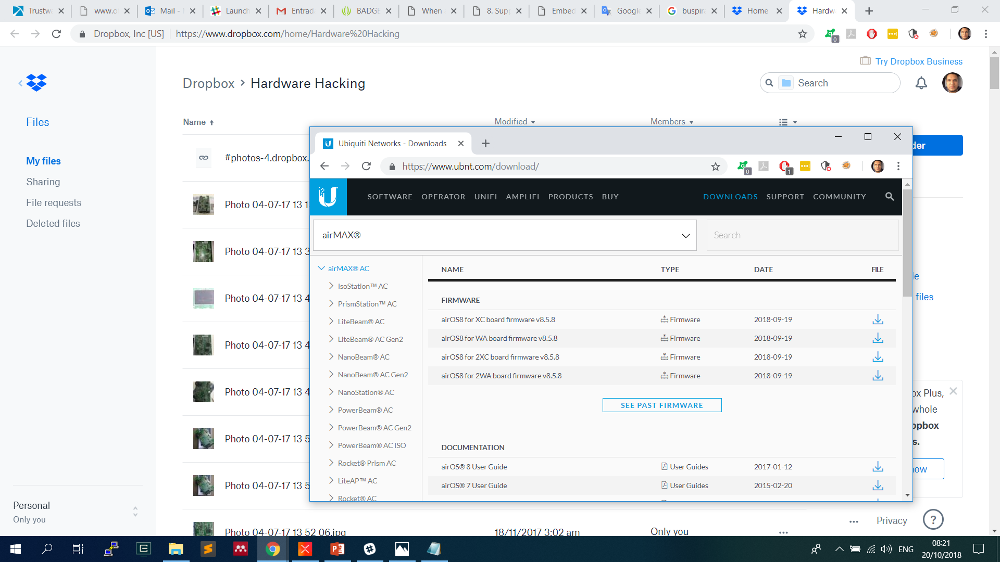 Trustw
www.o
Mail -
Launch
Entrad
BADGE
When
8. Supp
Embed
Google
buspira
Home
Hardw
Dropbox, Inc [US]
https://www.dropbox.com/home/Hardware%20Hacking
0
Try Dropbox Business
Dropbox > Hardware Hacking
Search
Files
My files
Sharing
File requests
Deleted files
Personal
Only you
Name
Modified
Members
#photos-4.dropbox.
Photo 04-07-17 13 1
Photo 04-07-17 13 3
Photo 04-07-17 13 4
Photo 04-07-17 13 4
Photo 04-07-17 13 4
Photo 04-07-17 13 5
Photo 04-07-17 13 5
Photo 04-07-17 13 52 06.jpg
18/11/2017 3:02 am
Only you
der
le
files
ox Plus,
whole
opbox
s.
ow
Privacy
?
Ubiquiti Networks - Downloads
https://www.ubnt.com/download/
0
1
SOFTWARE OPERATOR UNIFI AMPLIFI PRODUCTS BUY
DOWNLOADS SUPPORT COMMUNITY
airMAX®
Search
airMAX® AC
IsoStation™ AC
PrismStation™ AC
LiteBeam® AC
LiteBeam® AC Gen2
NanoBeam® AC
NanoBeam® AC Gen2
NanoStation® AC
PowerBeam® AC
PowerBeam® AC Gen2
PowerBeam® AC ISO
Rocket® Prism AC
LiteAP™ AC
Rocket® AC
NAME TYPE DATE FILE
FIRMWARE
airOS8 for XC board firmware v8.5.8 Firmware 2018-09-19
airOS8 for WA board firmware v8.5.8 Firmware 2018-09-19
airOS8 for 2XC board firmware v8.5.8 Firmware 2018-09-19
airOS8 for 2WA board firmware v8.5.8 Firmware 2018-09-19
SEE PAST FIRMWARE
DOCUMENTATION
airOS® 8 User Guide User Guides 2017-01-12
airOS® 7 User Guide User Guides 2015-02-20
ENG
08:21
20/10/2018